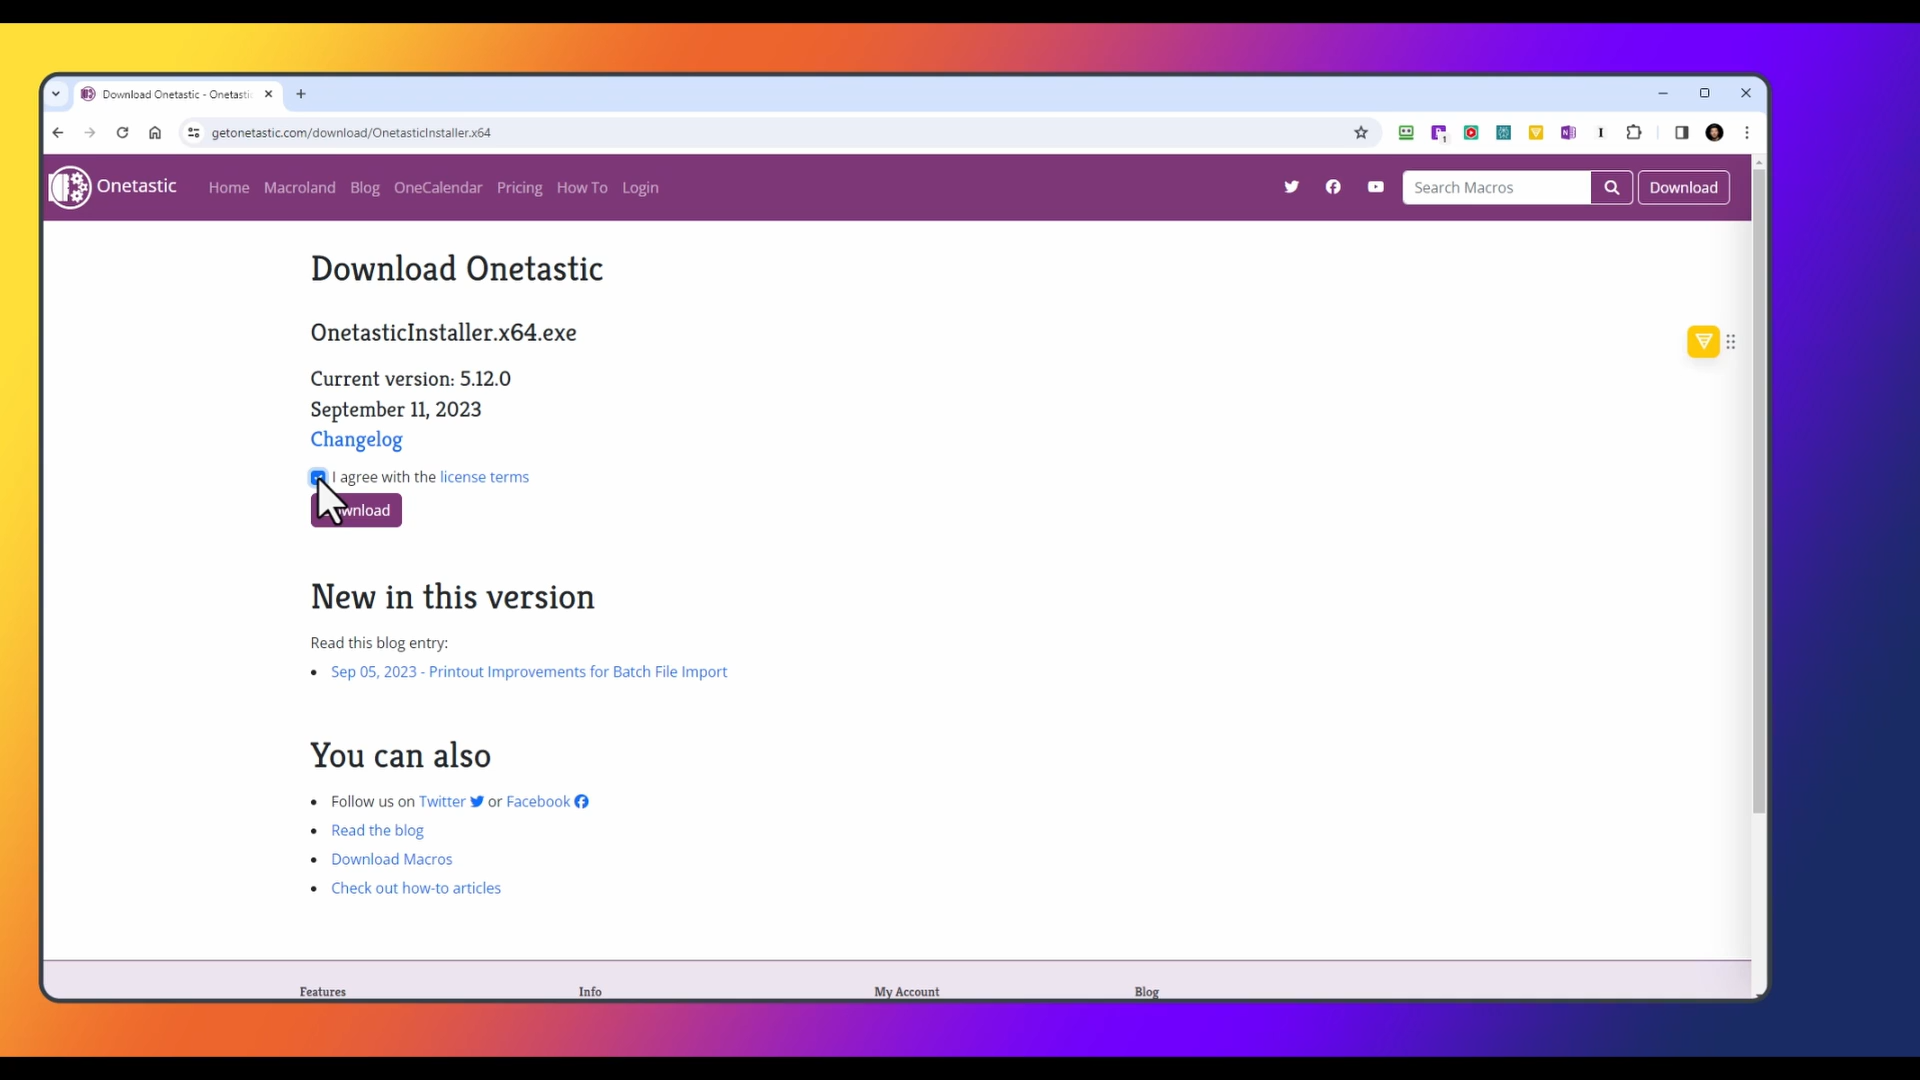 Download Onetastic - Onetasti
getonetastic.com/download/OnetasticInstaller.x64
Onetastic Home Macroland Blog OneCalendar Pricing How To Login Search Macros Download
Download Onetastic
OnetasticInstaller.x64.exe
Current version: 5.12.0
September 11, 2023
Changelog
I agree with the license terms
wnload
New in this version
Read this blog entry:
• Sep 05, 2023 - Printout Improvements for Batch File Import
You can also
• Follow us on Twitter or Facebook
• Read the blog
• Download Macros
• Check out how-to articles
Features Info My Account Blog